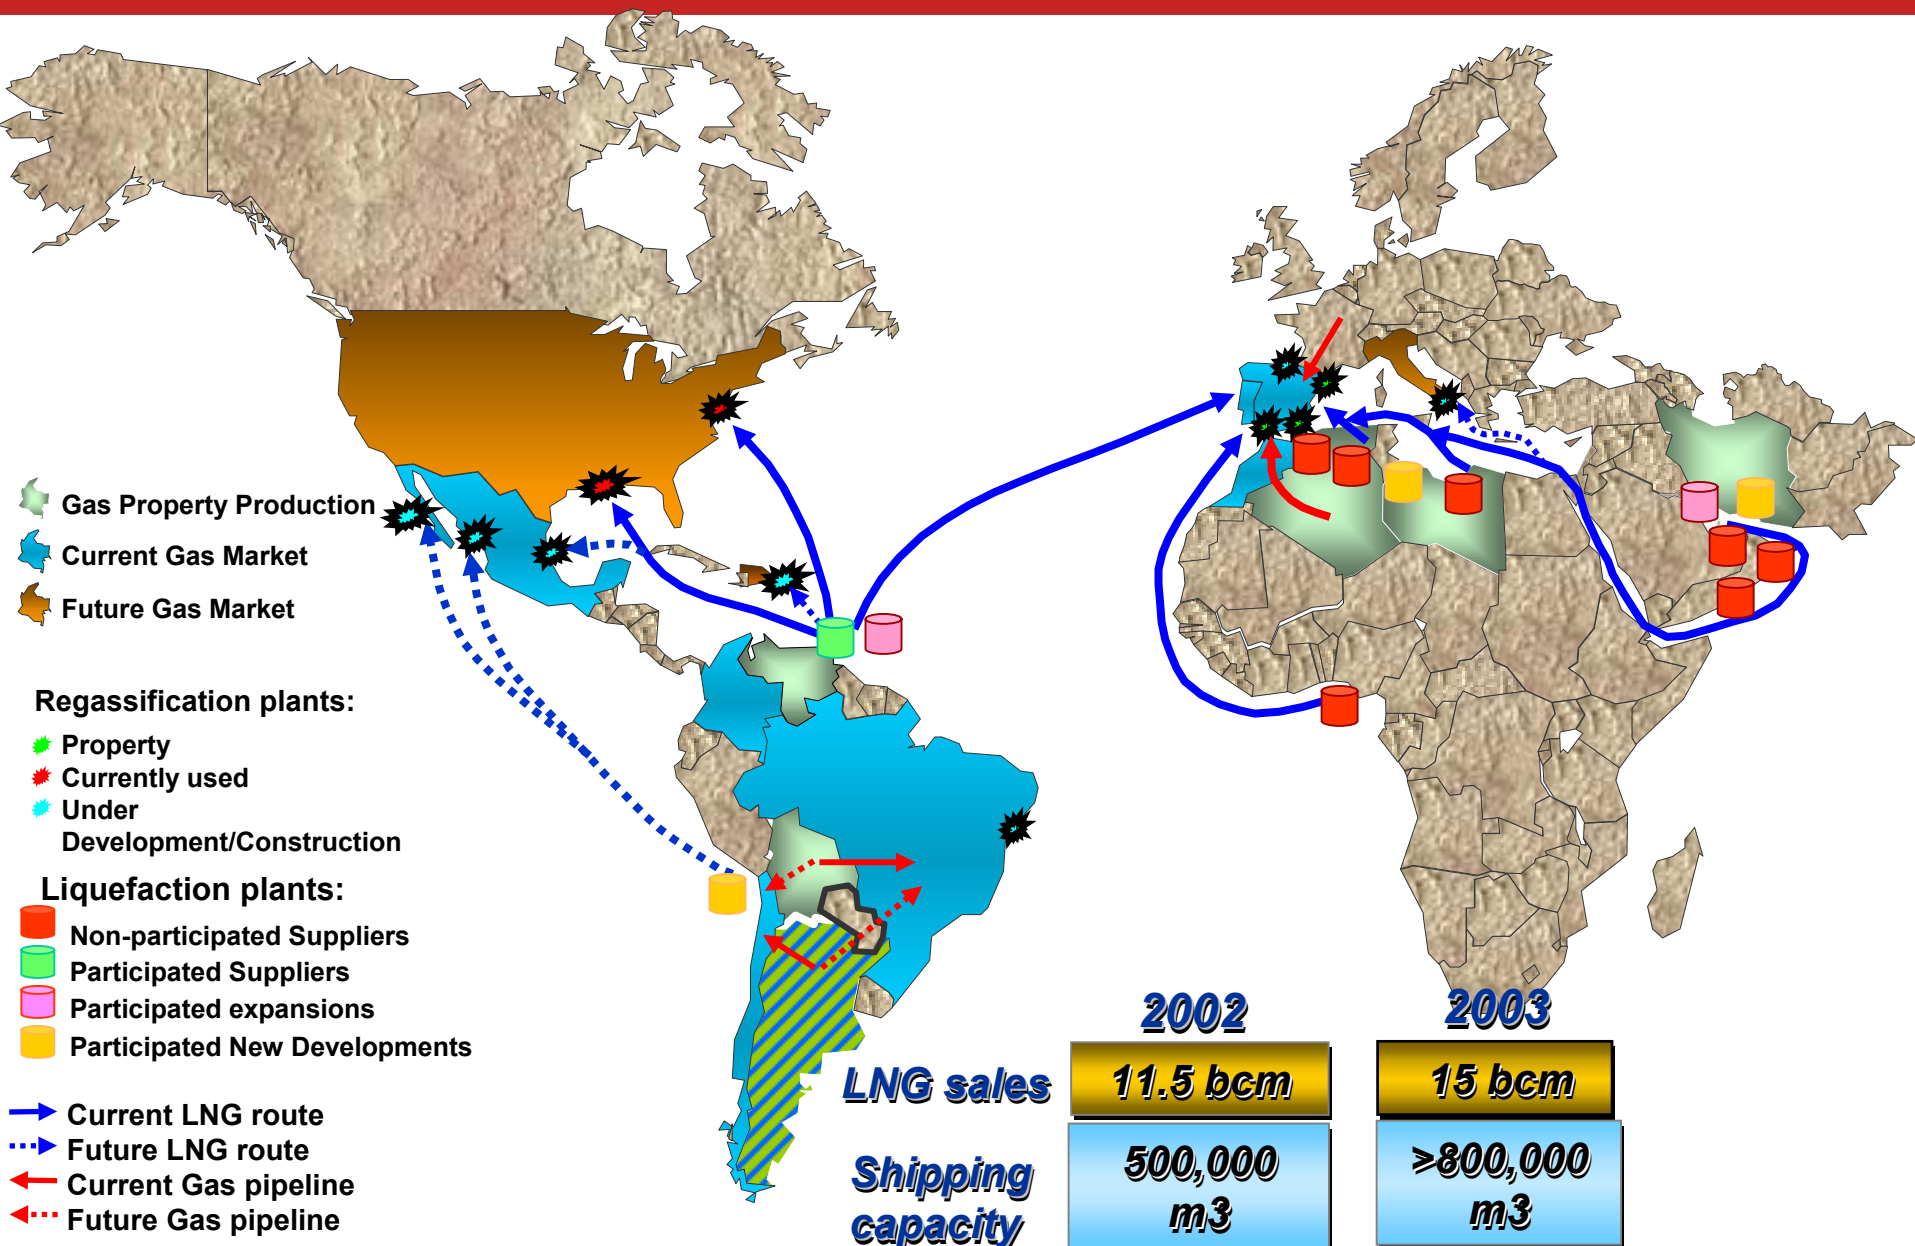 Gas Property Production
Current Gas Market
Future Gas Market
Regassification plants:
Property
Currently used
Under
Development/Construction
Liquefaction plants:
Non-participated Suppliers
Participated Suppliers
Participated expansions
Participated New Developments
Current LNG route
Future LNG route
Current Gas pipeline
Future Gas pipeline
2002
2003
LNG sales
11.5 bcm
15 bcm
Shipping
capacity
500,000
m3
>800,000
m3